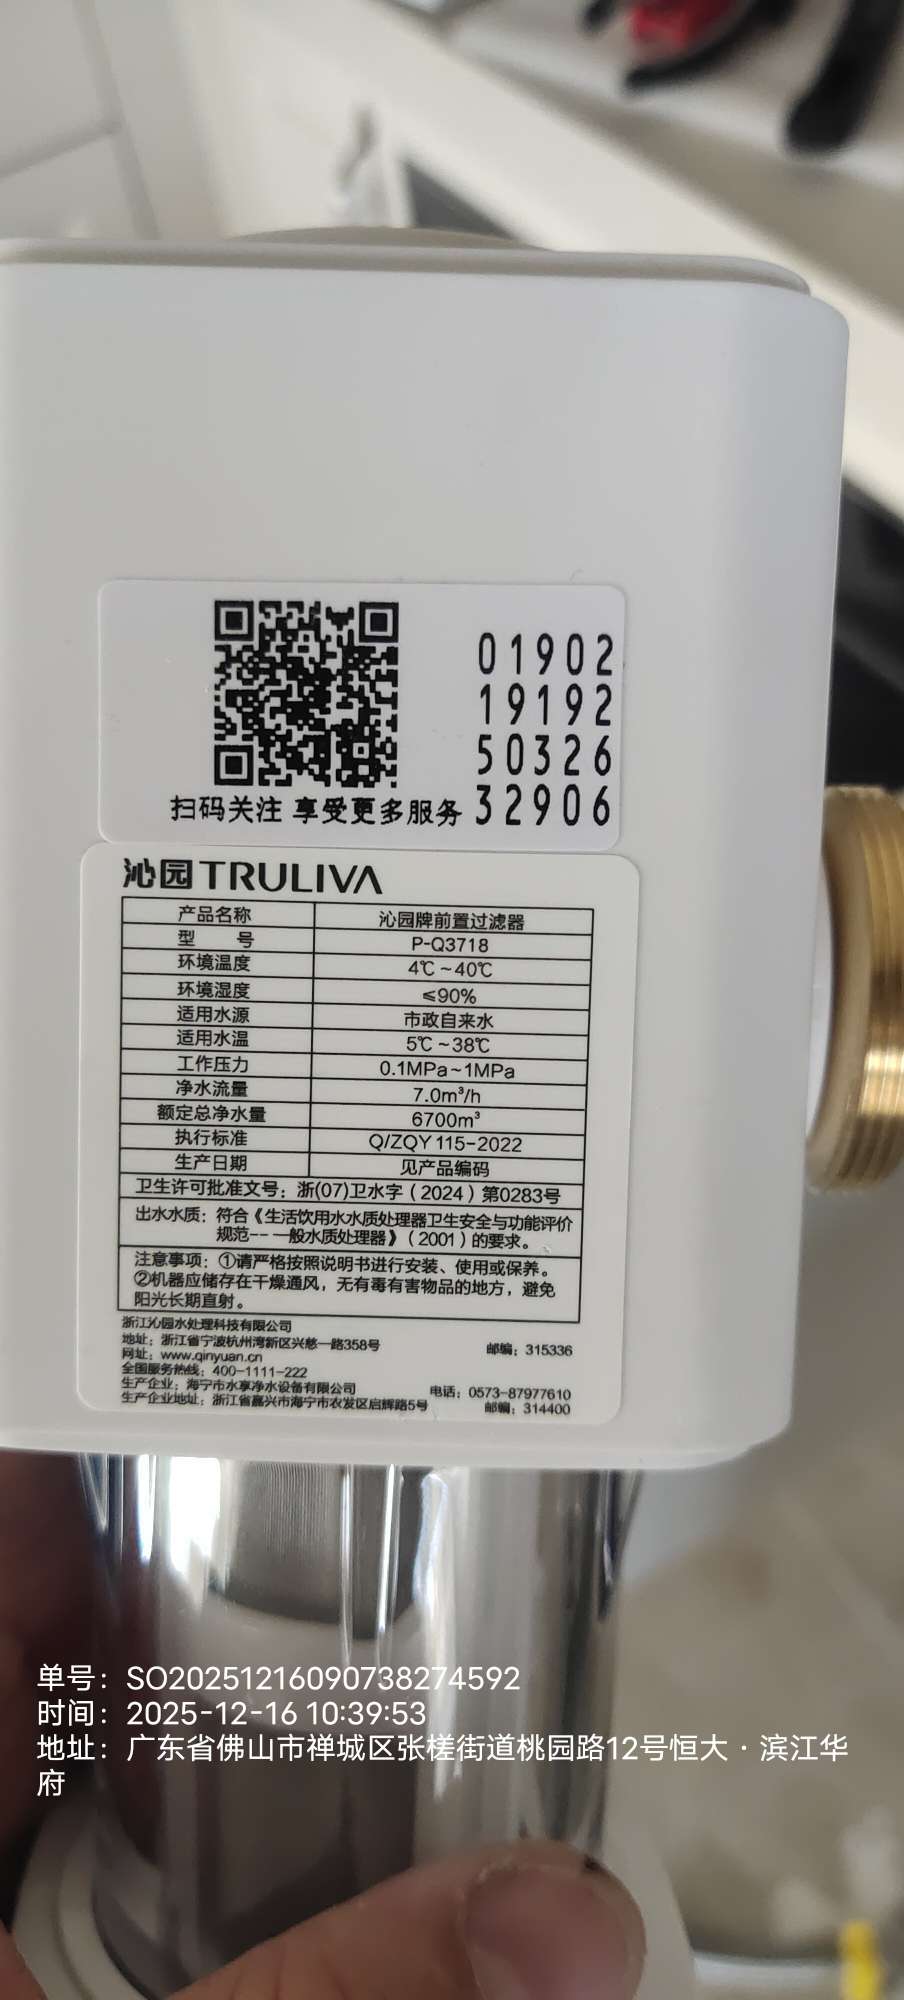 01902
19192
50326
32906
扫码关注 享受更多服务
沁园TRULIVA
产品名称 沁园牌前置过滤器
型 号 P-Q3718
环境温度 4℃~40℃
环境湿度 ≤90%
适用水源 市政自来水
适用水温 5℃~38℃
工作压力 0.1MPa~1MPa
净水流量 7.0m³/h
额定总净水量 6700m³
执行标准 Q/ZQY 115-2022
生产日期 见产品编码
卫生许可批准文号：浙(07)卫水字（2024）第0283号
出水水质：符合《生活饮用水水质处理器卫生安全与功能评价
规范--一般水质处理器》（2001）的要求。
注意事项：①请严格按照说明书进行安装、使用或保养。
②机器应储存在干燥通风，无有毒有害物品的地方，避免
阳光长期直射。
浙江沁园水处理科技有限公司
地址：浙江省宁波杭州湾新区兴慈一路358号 邮编：315336
网址：www.qinyuan.cn
全国服务热线：400-1111-222
生产企业：海宁市水享净水设备有限公司 电话：0573-87977610
生产企业地址：浙江省嘉兴市海宁市农发区启辉路5号 邮编：314400
单号：SO20251216090738274592
时间：2025-12-16 10:39:53
地址：广东省佛山市禅城区张槎街道桃园路12号恒大·滨江华
府